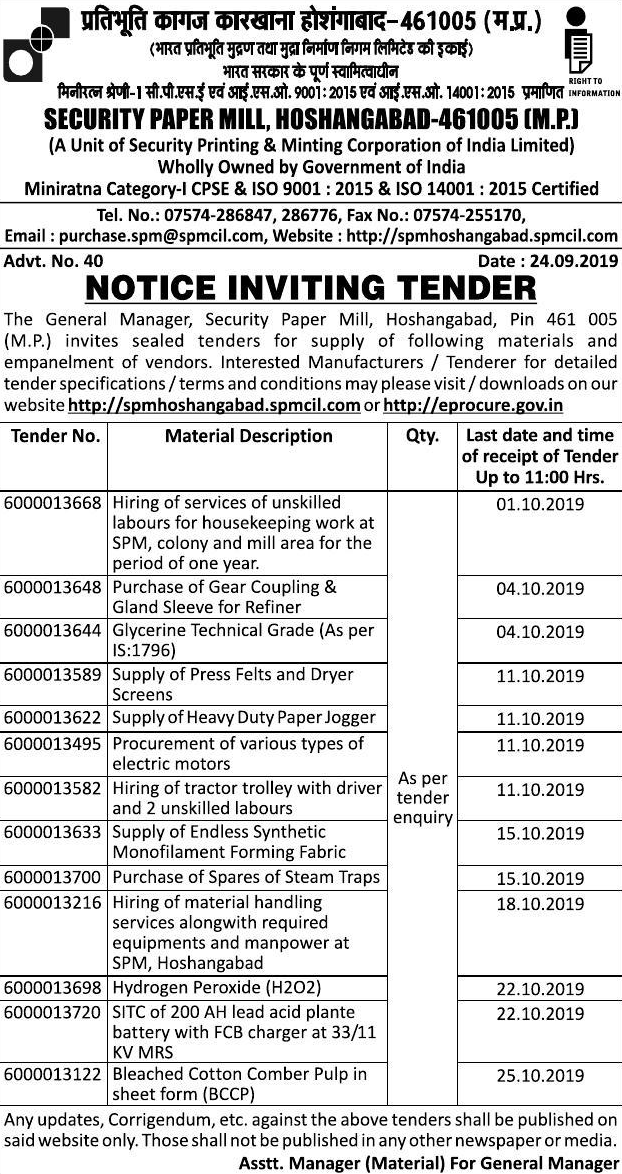 प्रतिभूति कागज कारखाना होशंगाबाद-461005 (म.प्र.)
(भारत प्रतिभूति मुद्रण तथा मुद्रा निर्माण निगम लिमिटेड की इकाई)
भारत सरकार के पूर्ण स्वामित्वाधीन
मिनीरत्न श्रेणी-1 सी.पी.एस.ई एवं आई.एस.ओ. 9001:2015 एवं आई.एस.ओ. 14001:2015 प्रमाणित
RIGHT TO
INFORMATION
SECURITY PAPER MILL, HOSHANGABAD-461005 (M.P.)
(A Unit of Security Printing & Minting Corporation of India Limited)
Wholly Owned by Government of India
Miniratna Category-I CPSE & ISO 9001 : 2015 & ISO 14001 : 2015 Certified
Tel. No.: 07574-286847, 286776, Fax No.: 07574-255170,
Email : purchase.spm@spmcil.com, Website : http://spmhoshangabad.spmcil.com
Advt. No. 40 Date : 24.09.2019
NOTICE INVITING TENDER
The General Manager, Security Paper Mill, Hoshangabad, Pin 461 005
(M.P.) invites sealed tenders for supply of following materials and
empanelment of vendors. Interested Manufacturers / Tenderer for detailed
tender specifications / terms and conditions may please visit / downloads on our
website http://spmhoshangabad.spmcil.com or http://eprocure.gov.in
Tender No. Material Description Qty. Last date and time
of receipt of Tender
Up to 11:00 Hrs.
6000013668 Hiring of services of unskilled 01.10.2019
labours for housekeeping work at
SPM, colony and mill area for the
period of one year.
6000013648 Purchase of Gear Coupling & 04.10.2019
Gland Sleeve for Refiner
6000013644 Glycerine Technical Grade (As per 04.10.2019
IS:1796)
6000013589 Supply of Press Felts and Dryer 11.10.2019
Screens
6000013622 Supply of Heavy Duty Paper Jogger 11.10.2019
6000013495 Procurement of various types of 11.10.2019
electric motors
As per
tender
enquiry
6000013582 Hiring of tractor trolley with driver 11.10.2019
and 2 unskilled labours
6000013633 Supply of Endless Synthetic 15.10.2019
Monofilament Forming Fabric
6000013700 Purchase of Spares of Steam Traps 15.10.2019
6000013216 Hiring of material handling 18.10.2019
services alongwith required
equipments and manpower at
SPM, Hoshangabad
6000013698 Hydrogen Peroxide (H2O2) 22.10.2019
6000013720 SITC of 200 AH lead acid plante 22.10.2019
battery with FCB charger at 33/11
KV MRS
6000013122 Bleached Cotton Comber Pulp in 25.10.2019
sheet form (BCCP)
Any updates, Corrigendum, etc. against the above tenders shall be published on
said website only. Those shall not be published in any other newspaper or media.
Asstt. Manager (Material) For General Manager